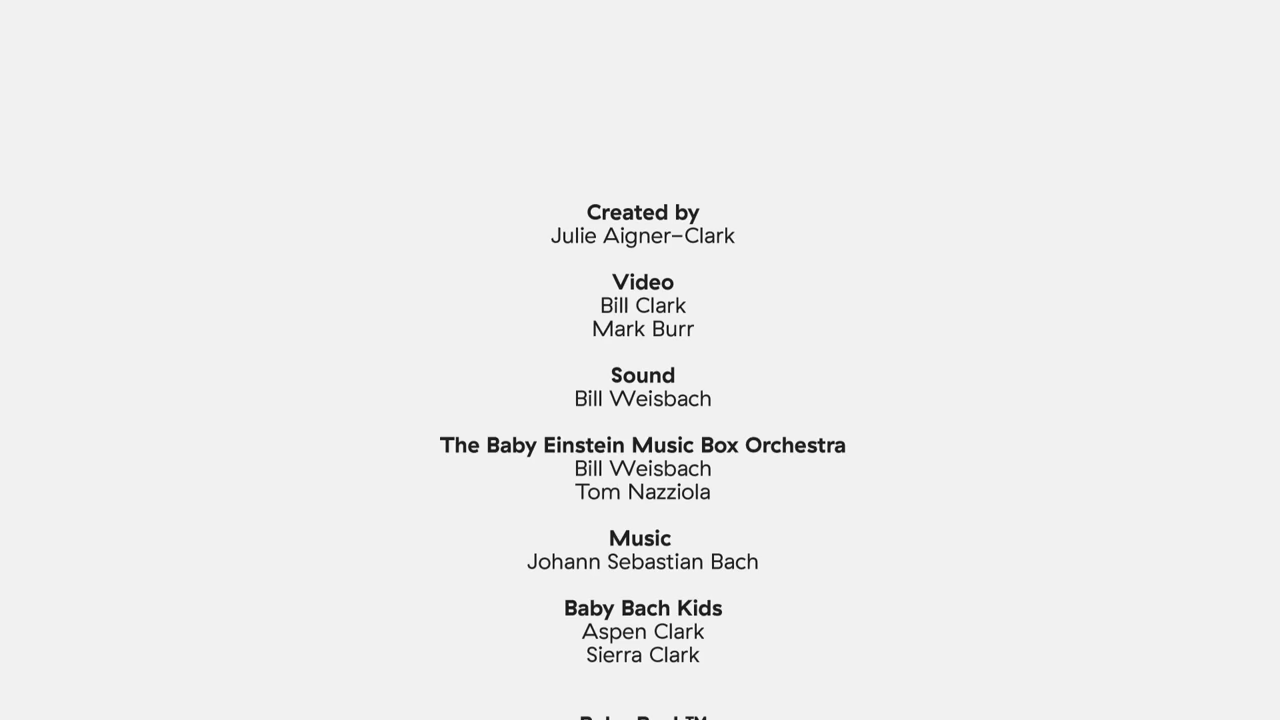 Created by
Julie Aigner–Clark
Video
Bill Clark
Mark Burr
Sound
Bill Weisbach
The Baby Einstein Music Box Orchestra
Bill Weisbach
Tom Nazziola
Music
Johann Sebastian Bach
Baby Bach Kids
Aspen Clark
Sierra Clark